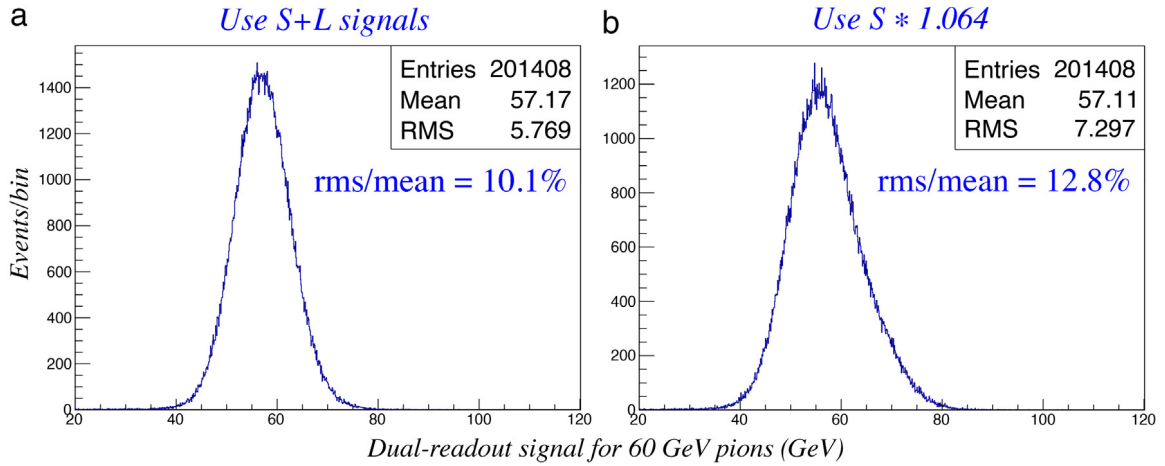 a
Use S+L signals
Entries 201408
Mean 57.17
RMS 5.769
rms/mean = 10.1%
Events/bin
1400
1200
1000
800
600
400
200
0
20 40 60 80 100 120
b
Use S * 1.064
Entries 201408
Mean 57.11
RMS 7.297
rms/mean = 12.8%
1200
1000
800
600
400
200
0
20 40 60 80 100 120
Dual-readout signal for 60 GeV pions (GeV)